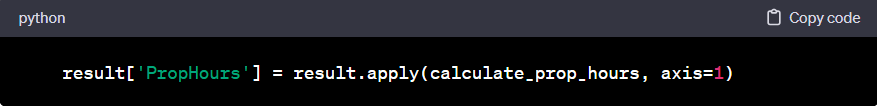 python
Copy code
result['PropHours'] = result.apply(calculate_prop_hours, axis=1)